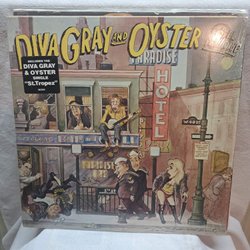 DIVA GRAY AND OYSTER
PARADISE
HOTEL
INCLUDES THE
DIVA GRAY
& OYSTER
SINGLE
"St. Tropez"